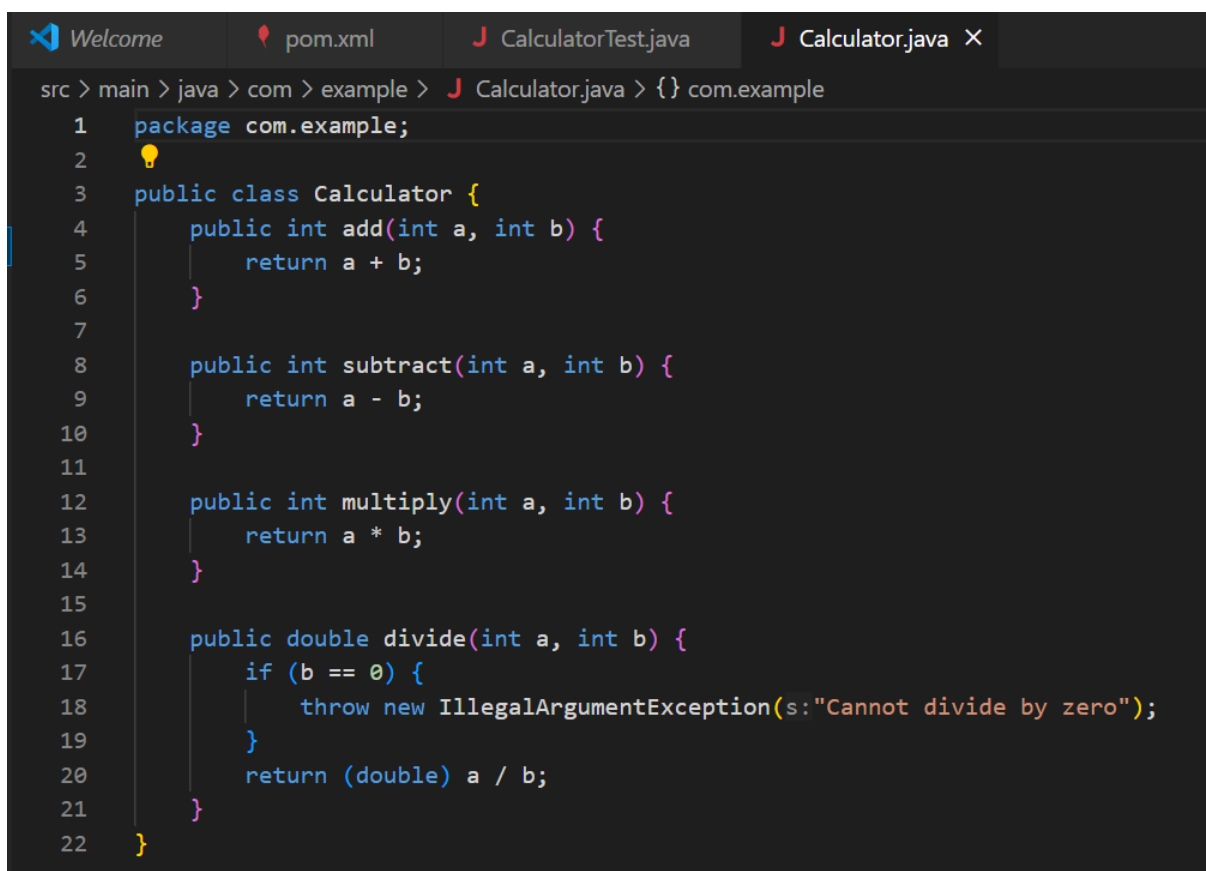 Welcome pom.xml J CalculatorTest.java J Calculator.java ×
src > main > java > com > example > J Calculator.java > {} com.example
1 package com.example;
2
3 public class Calculator {
4     public int add(int a, int b) {
5         return a + b;
6     }
7
8     public int subtract(int a, int b) {
9         return a - b;
10     }
11
12     public int multiply(int a, int b) {
13         return a * b;
14     }
15
16     public double divide(int a, int b) {
17         if (b == 0) {
18             throw new IllegalArgumentException(s:"Cannot divide by zero");
19         }
20         return (double) a / b;
21     }
22 }